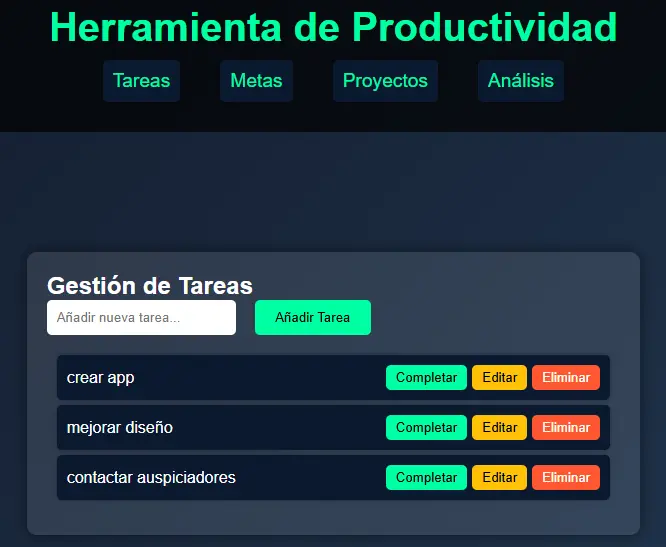 Herramienta de Productividad
Tareas Metas Proyectos Análisis
Gestión de Tareas
Añadir nueva tarea... Añadir Tarea
crear app Completar Editar Eliminar
mejorar diseño Completar Editar Eliminar
contactar auspiciadores Completar Editar Eliminar